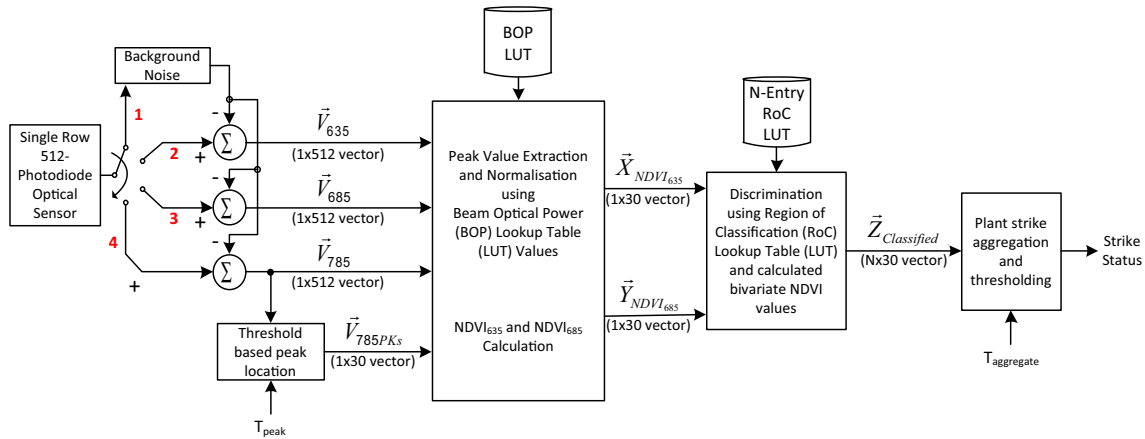 Background
Noise
Single Row
512-
Photodiode
Optical
Sensor
1
2
3
4
-
+
Σ
-
+
Σ
-
+
Σ
V⃗635
(1x512 vector)
V⃗685
(1x512 vector)
V⃗785
(1x512 vector)
Threshold
based peak
location
Tpeak
V⃗785PKs
(1x30 vector)
BOP
LUT
Peak Value Extraction
and Normalisation
using
Beam Optical Power
(BOP) Lookup Table
(LUT) Values
NDVI635 and NDVI685
Calculation
X⃗NDVI635
(1x30 vector)
Y⃗NDVI685
(1x30 vector)
N-Entry
RoC
LUT
Discrimination
using Region of
Classification (RoC)
Lookup Table (LUT)
and calculated
bivariate NDVI
values
Z⃗Classified
(Nx30 vector)
Plant strike
aggregation
and
thresholding
Taggregate
Strike
Status